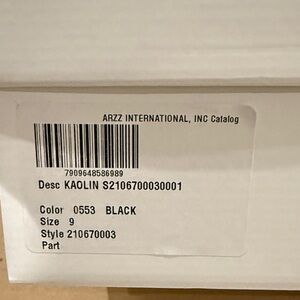 ARZZ INTERNATIONAL, INC Catalog
7909648586989
Desc KAOLIN S2106700030001
Color 0553 BLACK
Size 9
Style 210670003
Part